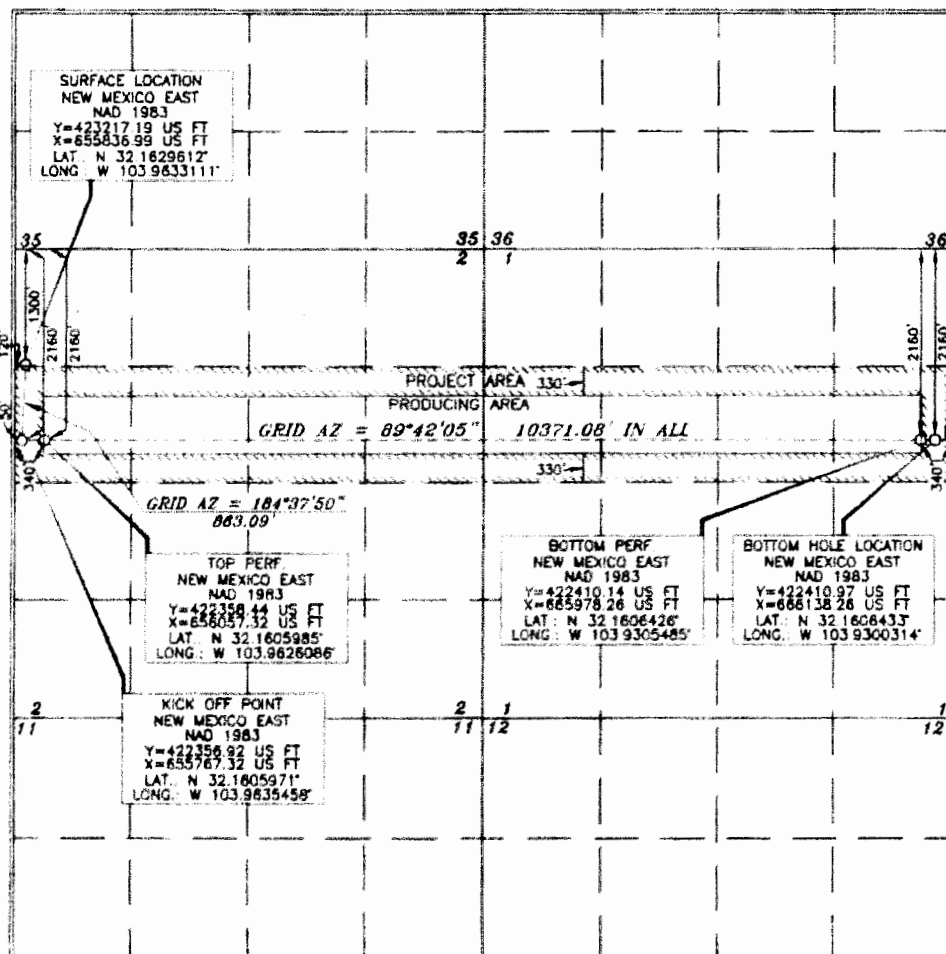 SURFACE LOCATION
NEW MEXICO EAST
NAD 1983
Y=423217.19 US FT
X=655836.99 US FT
LAT.: N 32.1629612°
LONG.: W 103.9633111°
35
35 36
2 1
36
1300'
2160'
2160'
2160'
2160'
120'
50'
PROJECT AREA 330'
PRODUCING AREA
GRID AZ = 89°42'05" 10371.08' IN ALL
330'
340'
340'
GRID AZ = 184°37'50"
863.09'
TOP PERF.
NEW MEXICO EAST
NAD 1983
Y=422358.44 US FT
X=656057.32 US FT
LAT.: N 32.1605985°
LONG.: W 103.9626086°
BOTTOM PERF.
NEW MEXICO EAST
NAD 1983
Y=422410.14 US FT
X=665978.26 US FT
LAT.: N 32.1606426°
LONG.: W 103.9305485°
BOTTOM HOLE LOCATION
NEW MEXICO EAST
NAD 1983
Y=422410.97 US FT
X=666138.26 US FT
LAT.: N 32.1606433°
LONG.: W 103.9300314°
KICK OFF POINT
NEW MEXICO EAST
NAD 1983
Y=422356.92 US FT
X=655767.32 US FT
LAT.: N 32.1605971°
LONG.: W 103.9635458°
2
11
2 1
11 12
1
12